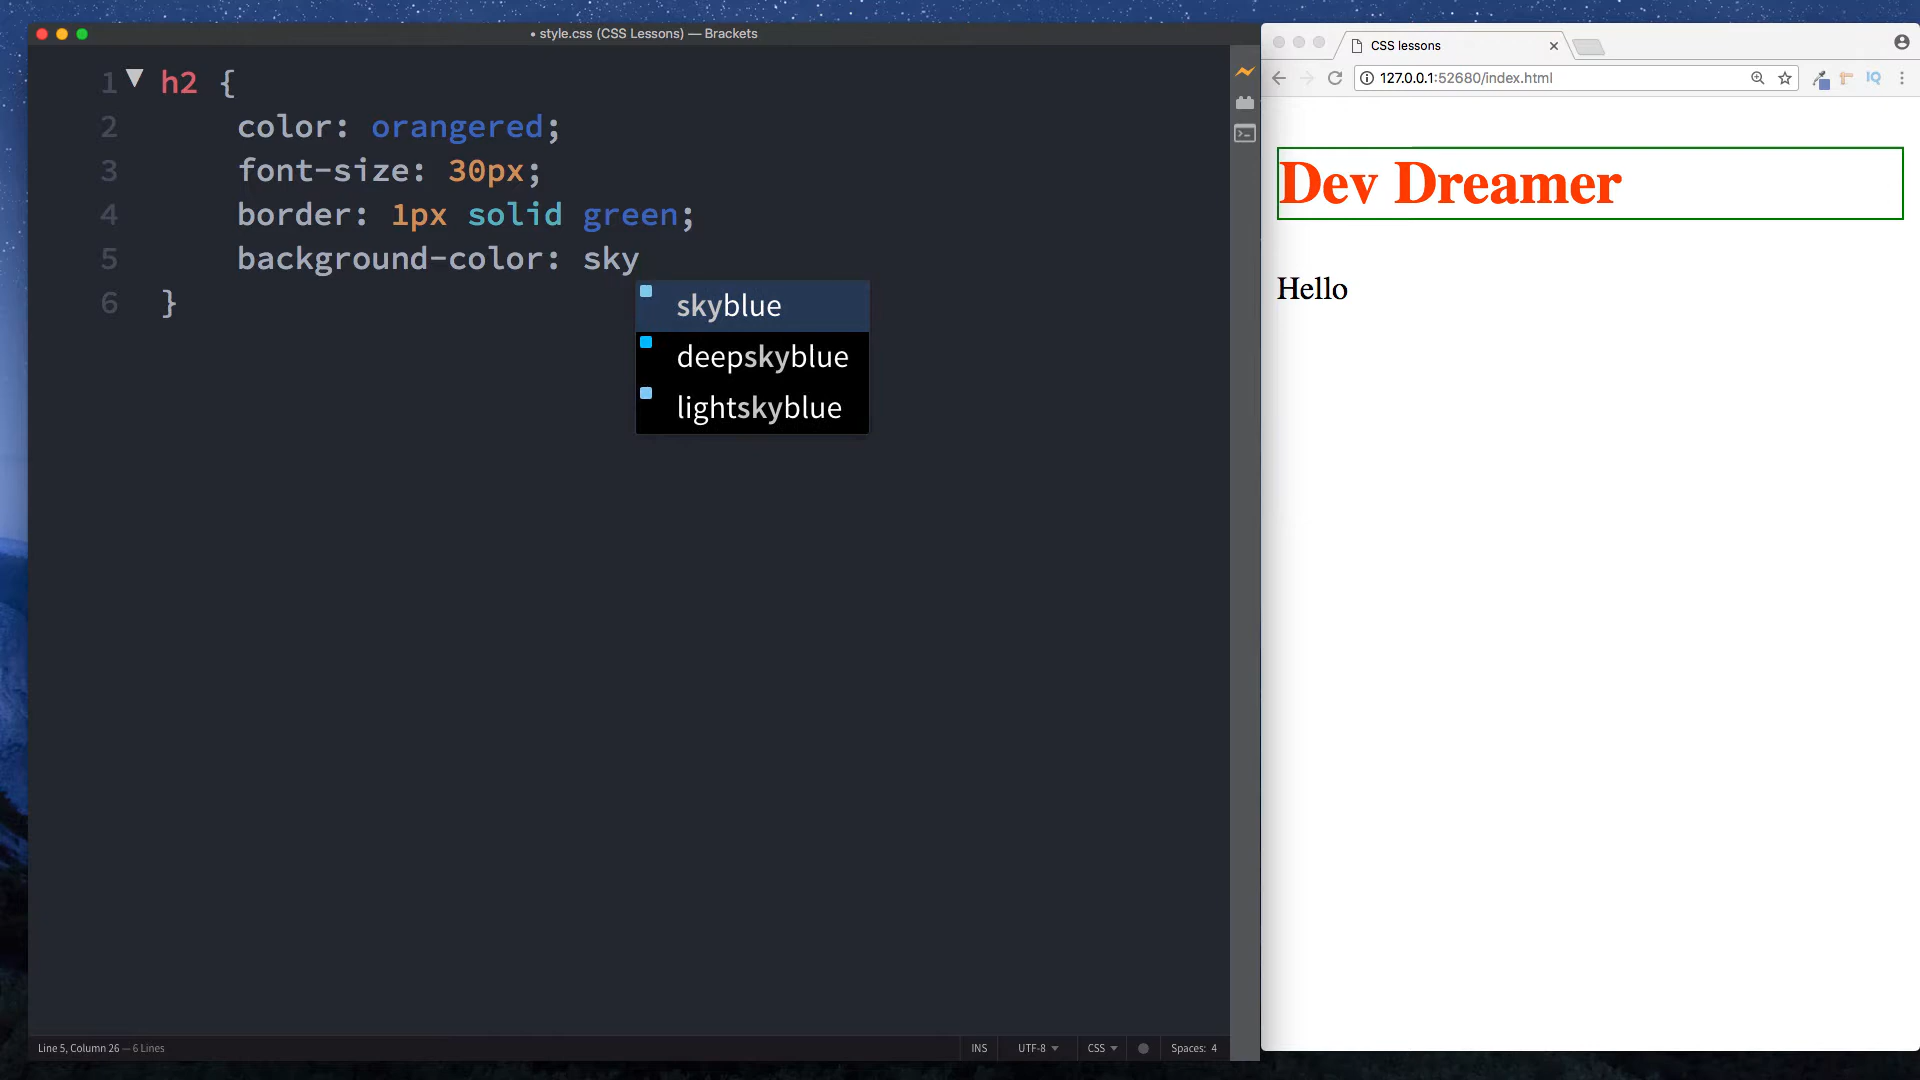 • style.css (CSS Lessons) — Brackets
1 h2 {
2 color: orangered;
3 font-size: 30px;
4 border: 1px solid green;
5 background-color: sky
6 }
skyblue
deepskyblue
lightskyblue
Line 5, Column 26 — 6 Lines
INS
UTF-8
CSS
Spaces: 4
CSS lessons
127.0.0.1:52680/index.html
IQ
Dev Dreamer
Hello